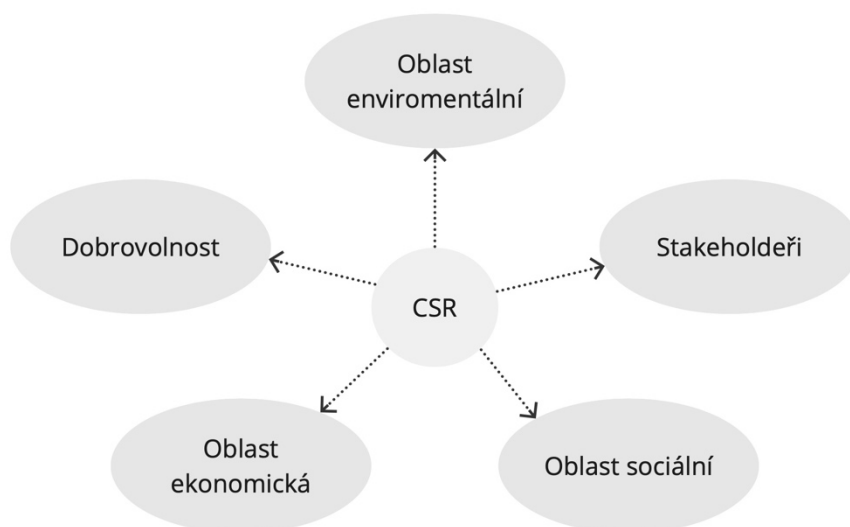 Oblast
enviromentální
Dobrovolnost
Stakeholdeři
CSR
Oblast
ekonomická
Oblast sociální